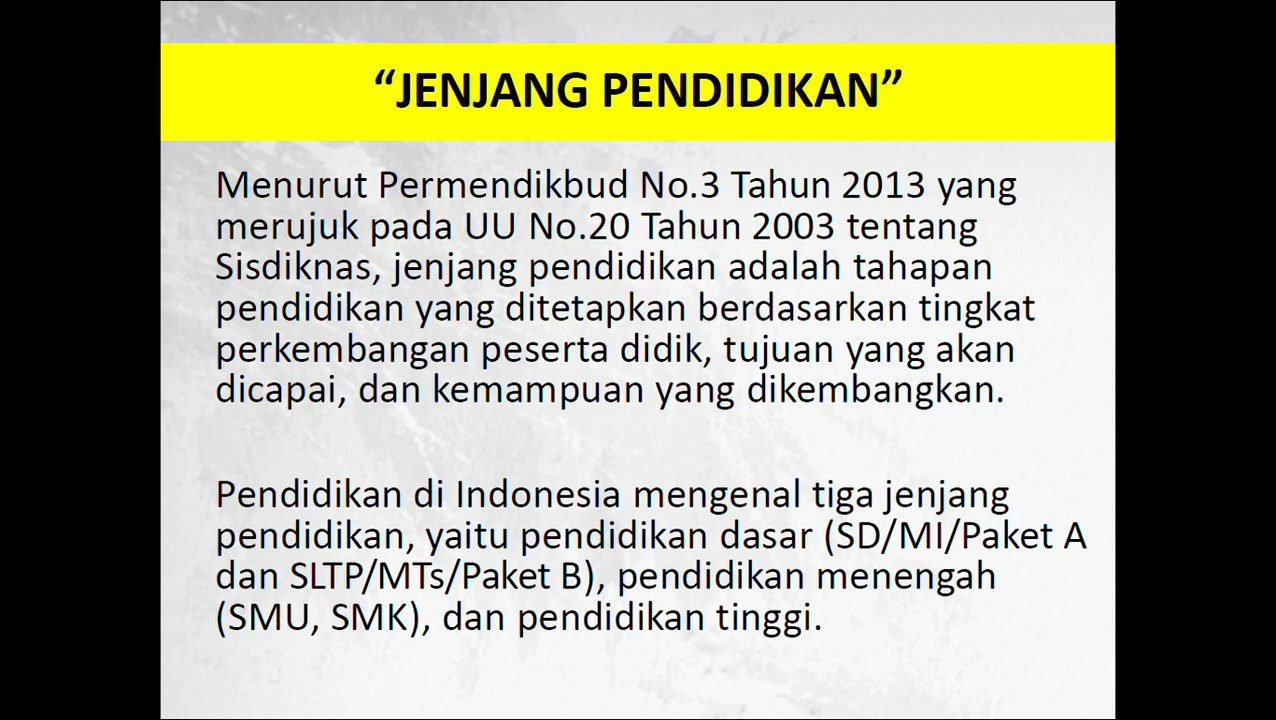 “JENJANG PENDIDIKAN”
Menurut Permendikbud No.3 Tahun 2013 yang
merujuk pada UU No.20 Tahun 2003 tentang
Sisdiknas, jenjang pendidikan adalah tahapan
pendidikan yang ditetapkan berdasarkan tingkat
perkembangan peserta didik, tujuan yang akan
dicapai, dan kemampuan yang dikembangkan.
Pendidikan di Indonesia mengenal tiga jenjang
pendidikan, yaitu pendidikan dasar (SD/MI/Paket A
dan SLTP/MTs/Paket B), pendidikan menengah
(SMU, SMK), dan pendidikan tinggi.